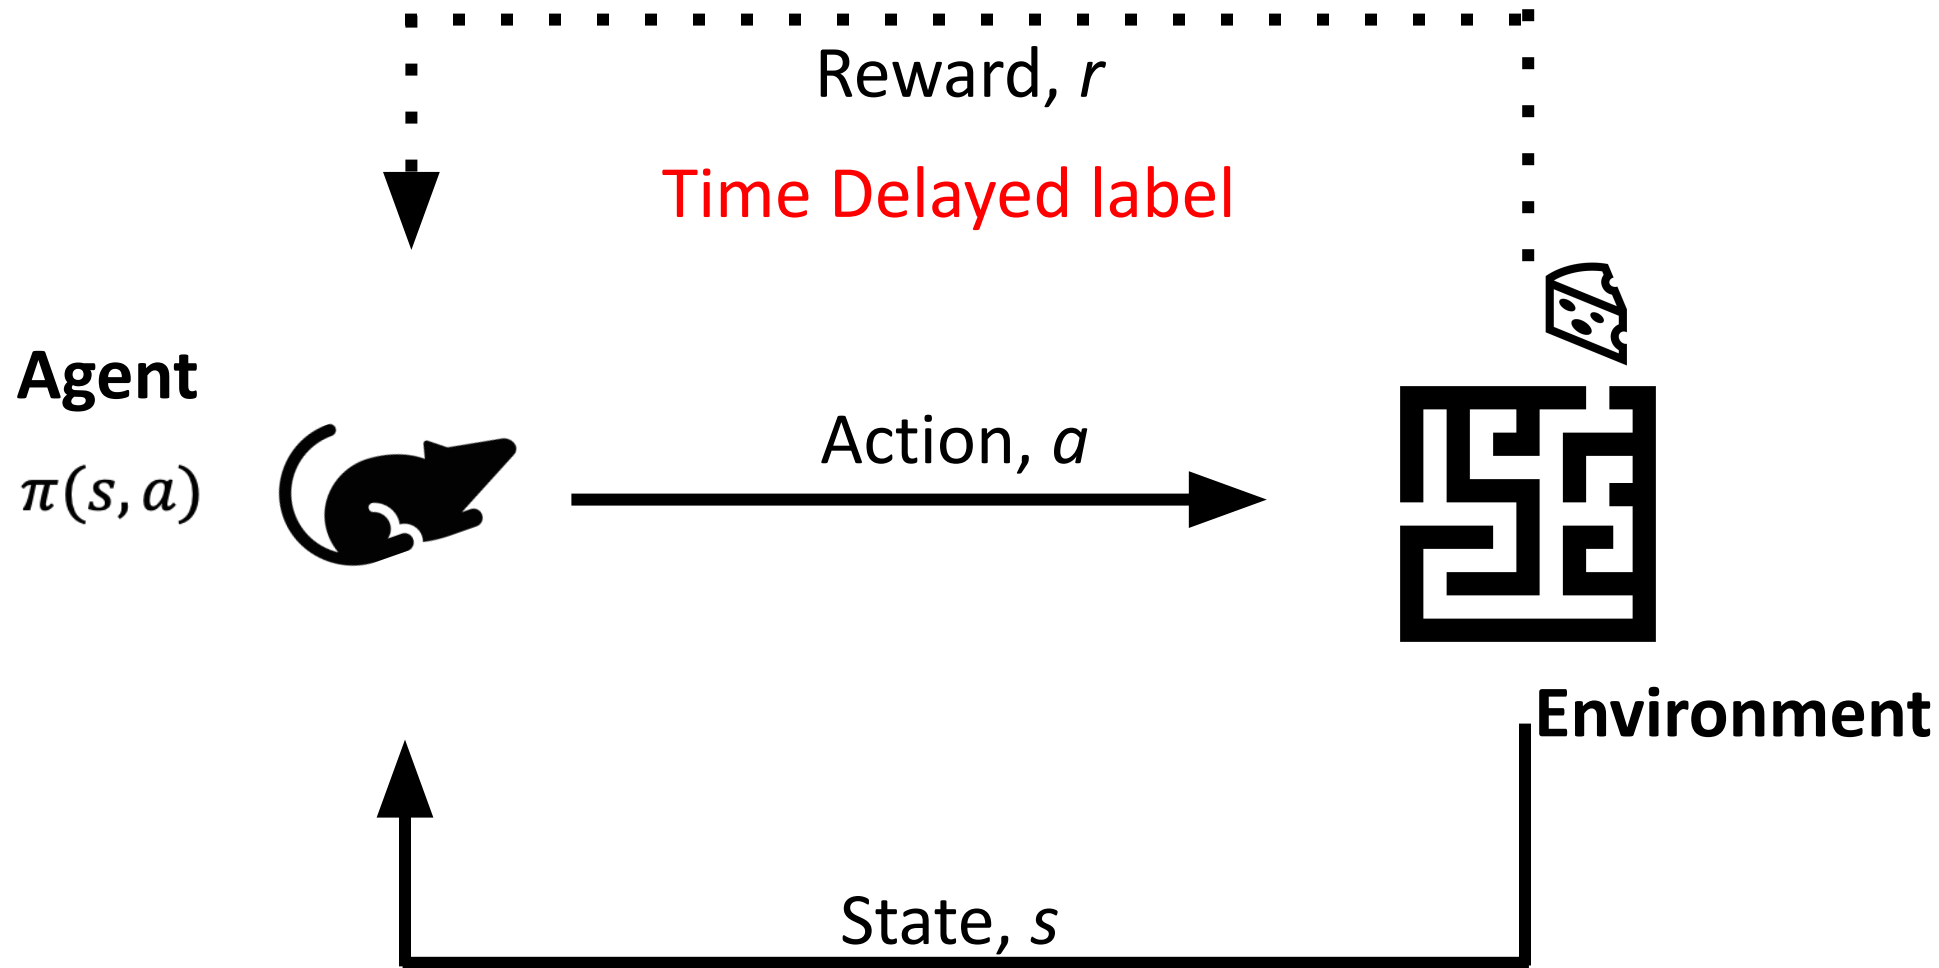 Reward, r
Time Delayed label
Agent
π(s, a)
Action, a
Environment
State, s